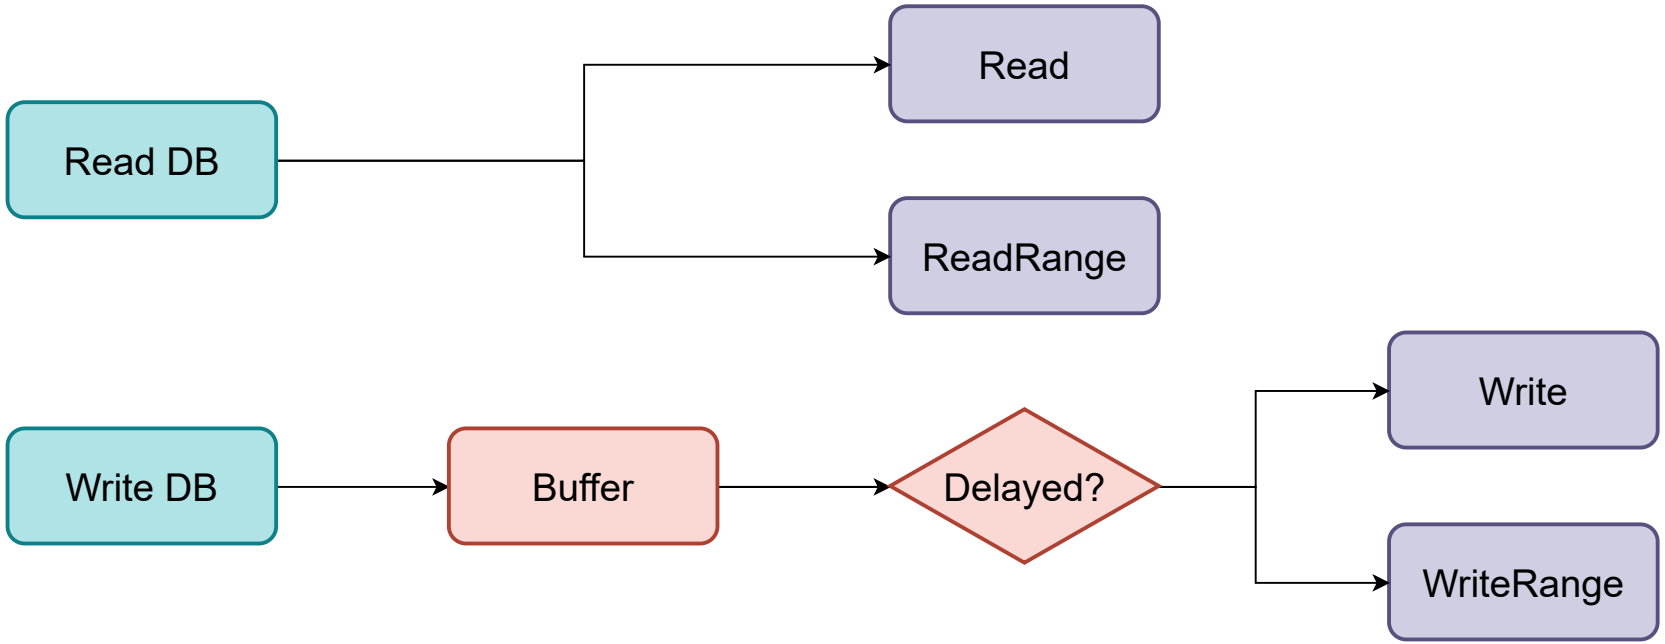 Read
Read DB
ReadRange
Write
Write DB
Buffer
Delayed?
WriteRange